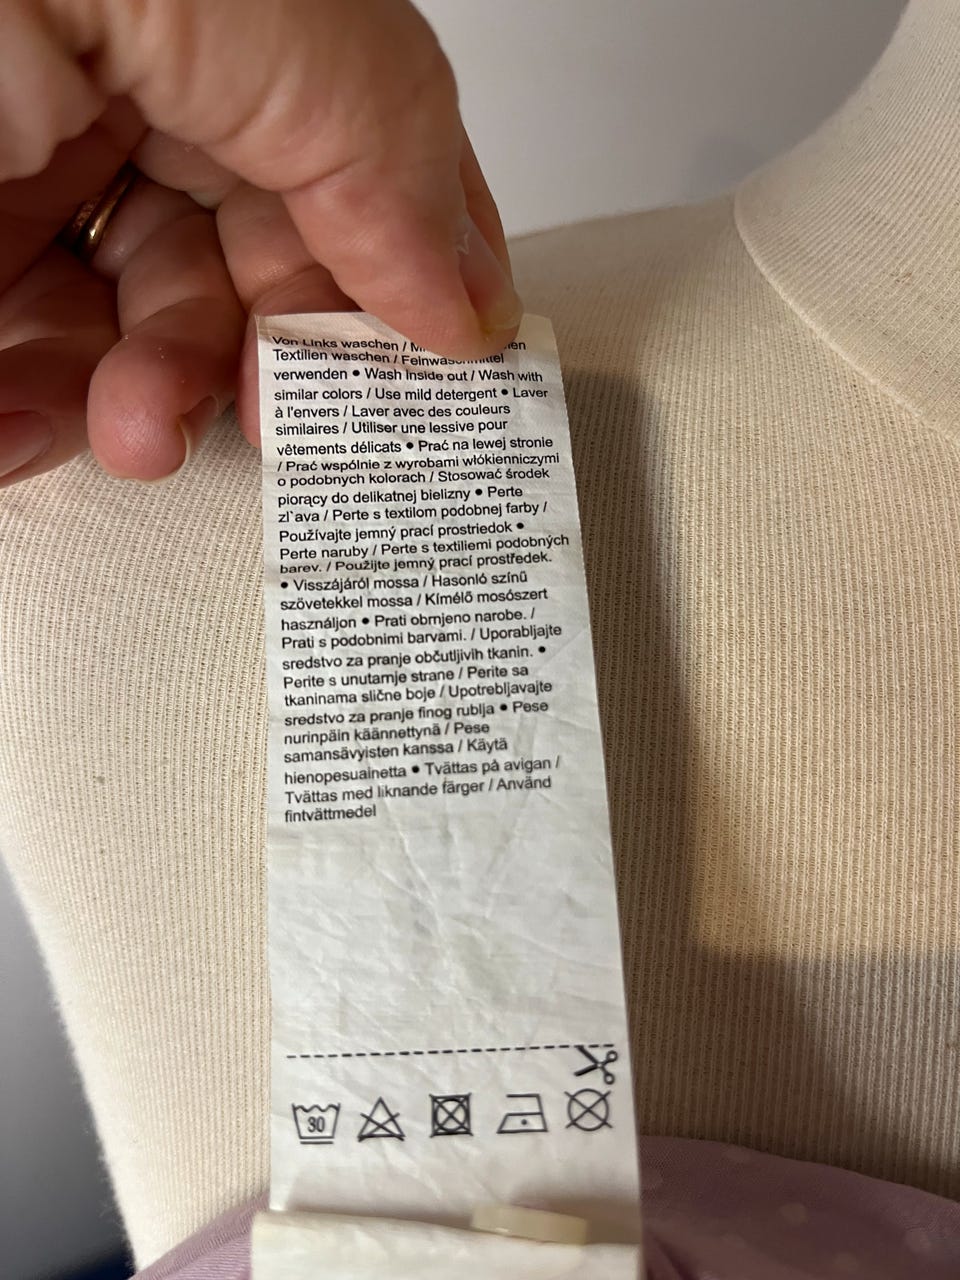 Von Links waschen /
Textilien waschen /
verwenden • Wash Inside out / Wash with
similar colors / Use mild detergent • Laver
à l'envers / Laver avec des couleurs
similaires / Utiliser une lessive pour
vêtements délicats • Prać na lewej stronie
/ Prać wspólnie z wyrobami włókienniczymi
o podobnych kolorach / Stosować środek
piorący do delikatnej bielizny • Perte
zl`ava / Perte s textilom podobnej farby /
Používajte jemný prací prostriedok •
Perte naruby / Perte s textiliemi podobných
barev. / Použijte jemný prací prostředek.
• Visszájáról mossa / Hasonló színű
szövetekkel mossa / Kímélő mosószert
használjon • Prati obrnjeno narobe. /
Prati s podobnimi barvami. / Uporabljajte
sredstvo za pranje občutljivih tkanin. •
Perite s unutarnje strane / Perite sa
tkaninama slične boje / Upotrebljavajte
sredstvo za pranje finog rublja • Pese
nurinpäin käännettynä / Pese
samansävyisten kanssa / Käytä
hienopesuainetta • Tvättas på avigan /
Tvättas med liknande färger / Använd
fintvättmedel
30